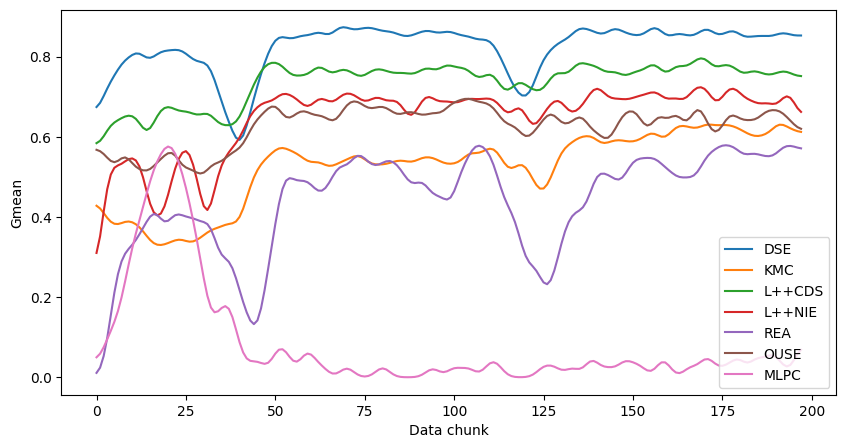 Gmean
0.8
0.6
0.4
0.2
0.0
0
25
50
75
100
125
150
175
200
Data chunk
DSE
KMC
L++CDS
L++NIE
REA
OUSE
MLPC